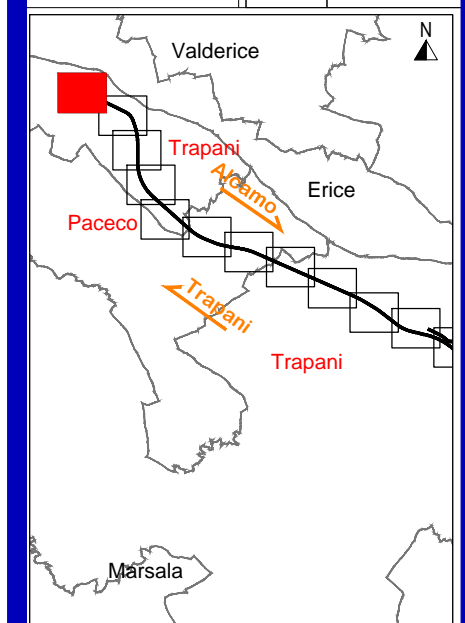 N
Valderice
Trapani
Alcamo
Erice
Paceco
Trapani
Trapani
Marsala